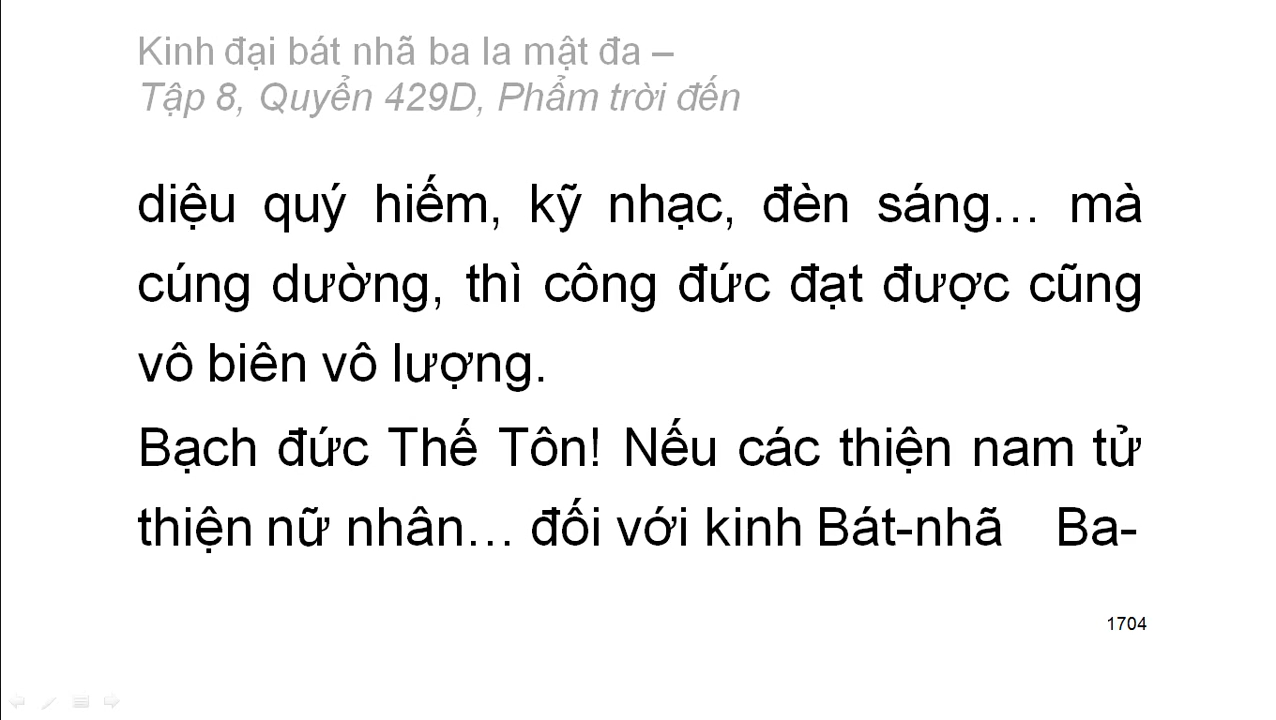 Kinh đại bát nhã ba la mật đa –
Tập 8, Quyển 429D, Phẩm trời đến
diệu quý hiếm, kỹ nhạc, đèn sáng… mà
cúng dường, thì công đức đạt được cũng
vô biên vô lượng.
Bạch đức Thế Tôn! Nếu các thiện nam tử
thiện nữ nhân… đối với kinh Bát-nhã Ba-
1704